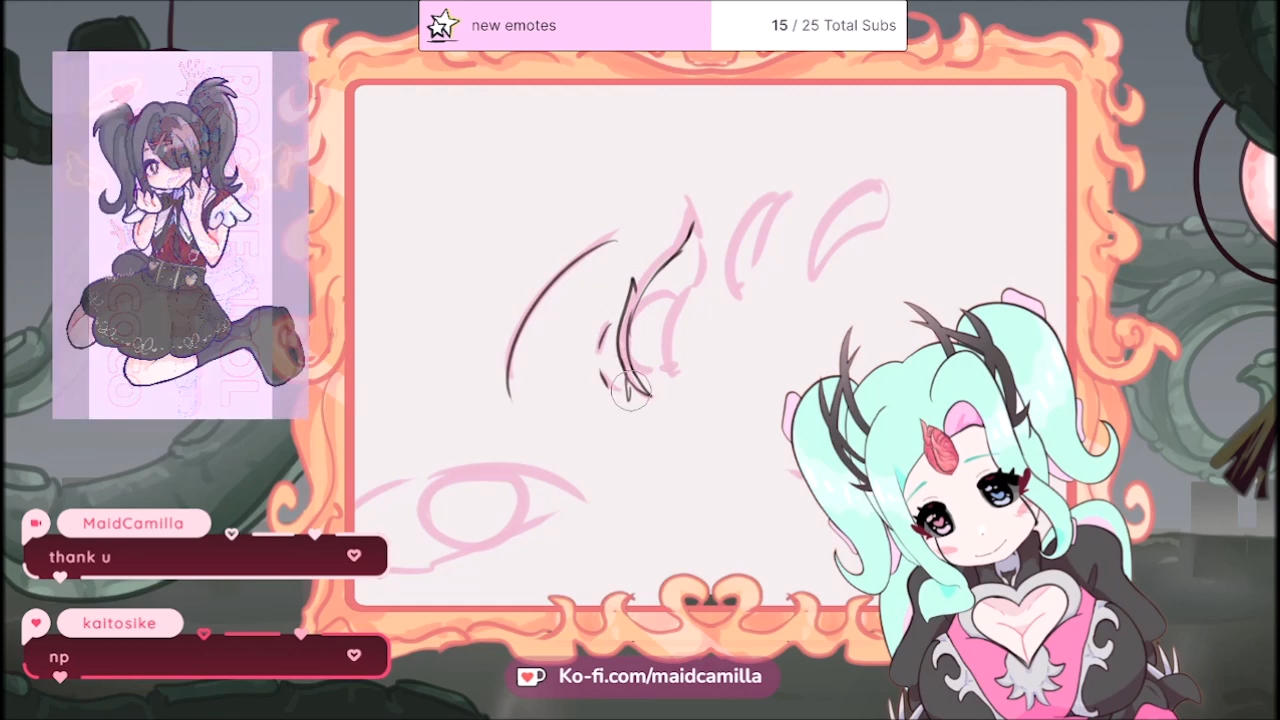 new emotes
15 / 25 Total Subs
MaidCamilla
thank u
kaitosike
np
Ko-fi.com/maidcamilla